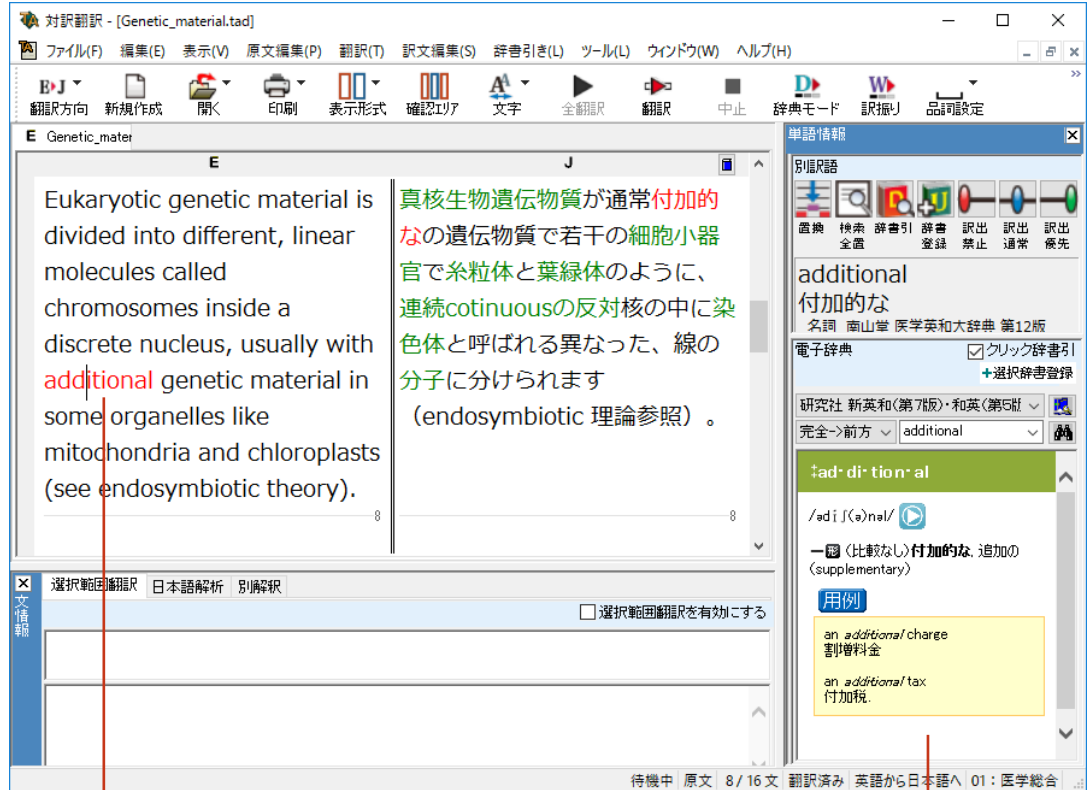 対訳翻訳 - [Genetic_material.tad]
ファイル(F) 編集(E) 表示(V) 原文編集(P) 翻訳(T) 訳文編集(S) 辞書引き(L) ツール(L) ウィンドウ(W) ヘルプ(H)
E▶J
翻訳方向 新規作成 開く 印刷 表示形式 確認エリア 文字 全翻訳 翻訳 中止 辞典モード 訳振り 品詞設定
E Genetic_mater
E
J
Eukaryotic genetic material is
divided into different, linear
molecules called
chromosomes inside a
discrete nucleus, usually with
additional genetic material in
some organelles like
mitochondria and chloroplasts
(see endosymbiotic theory).
8
真核生物遺伝物質が通常付加的
なの遺伝物質で若干の細胞小器
官で糸粒体と葉緑体のように、
連続cotinuousの反対核の中に染
色体と呼ばれる異なった、線の
分子に分けられます
（endosymbiotic 理論参照）。
8
文情報
選択範囲翻訳 日本語解析 別解釈
選択範囲翻訳を有効にする
単語情報
別訳語
置換 検索全置 辞書引 辞書登録 訳出禁止 訳出通常 訳出優先
additional
付加的な
名詞 南山堂 医学英和大辞典 第12版
電子辞典
クリック辞書引
+選択辞書登録
研究社 新英和(第7版)・和英(第5版
完全->前方 additional
‡ad·di·tion·al
/ədíʃ(ə)nəl/
—形 (比較なし)付加的な, 追加の
(supplementary)
用例
an additional charge
割増料金
an additional tax
付加税.
待機中 原文 8/16文 翻訳済み 英語から日本語へ 01：医学総合